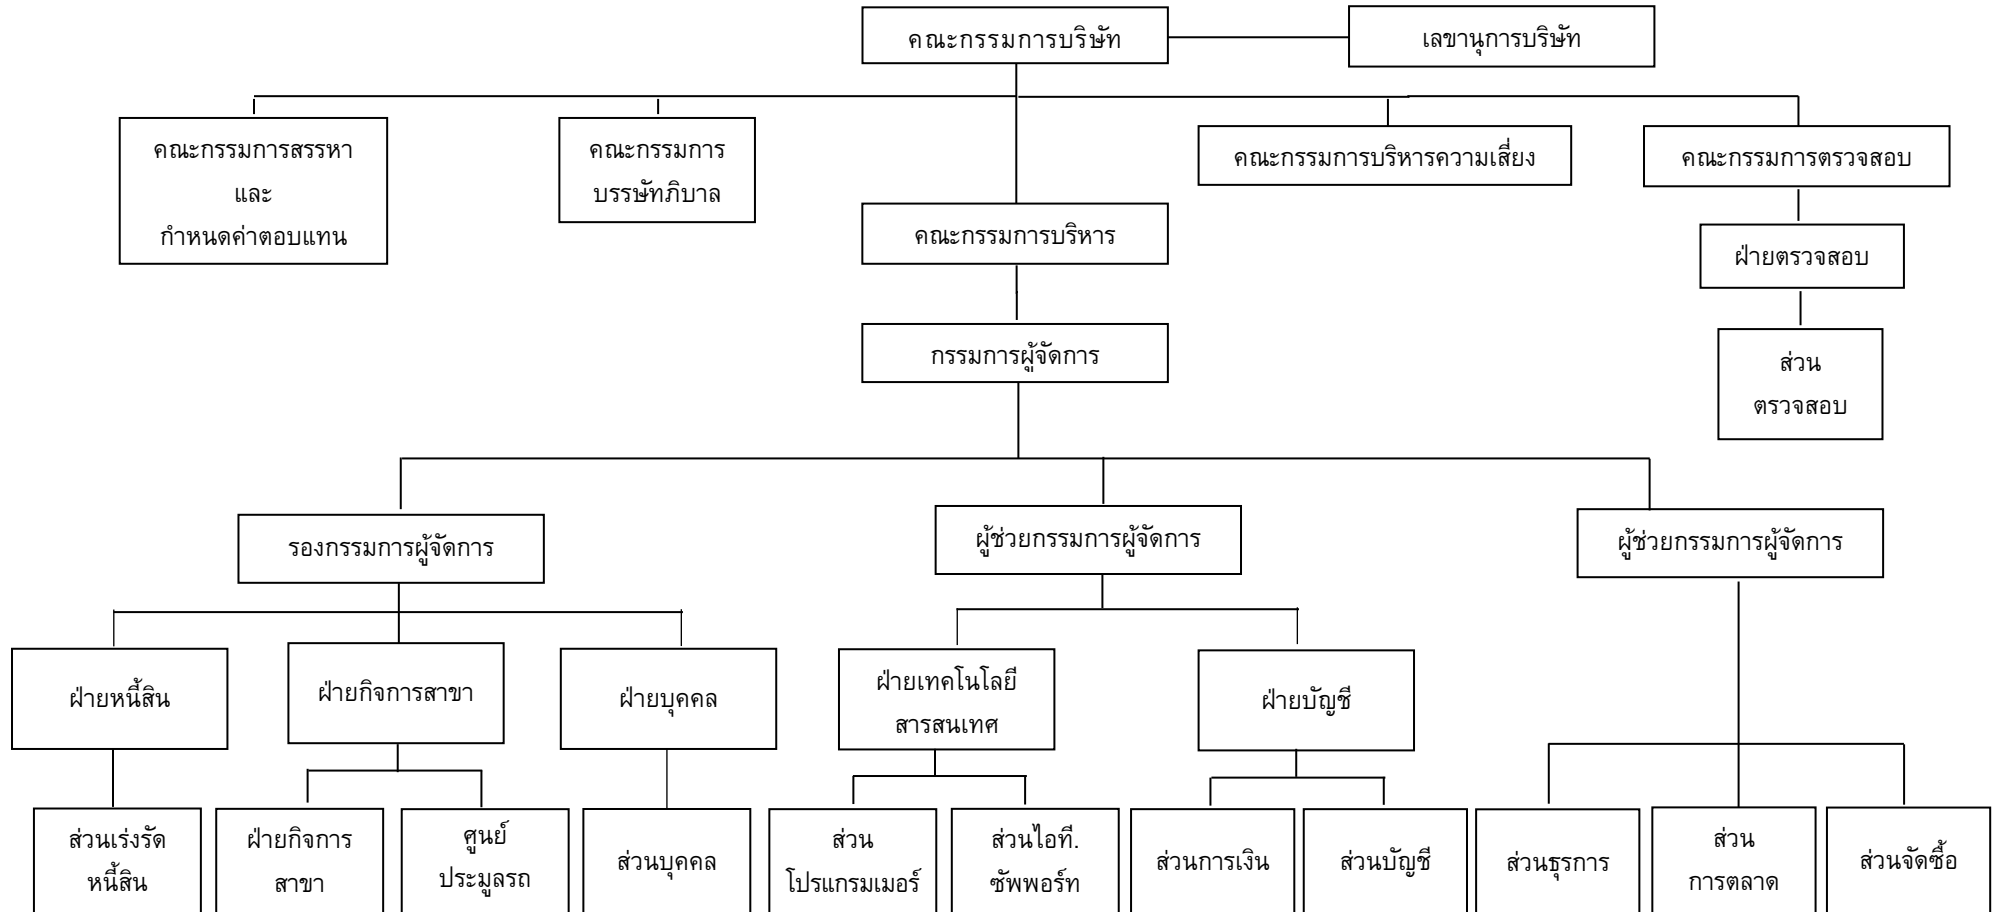 คณะกรรมการบริษัท
เลขานุการบริษัท
คณะกรรมการสรรหา
และ
กำหนดค่าตอบแทน
คณะกรรมการ
บรรษัทภิบาล
คณะกรรมการบริหารความเสี่ยง
คณะกรรมการตรวจสอบ
คณะกรรมการบริหาร
ฝ่ายตรวจสอบ
กรรมการผู้จัดการ
ส่วน
ตรวจสอบ
รองกรรมการผู้จัดการ
ผู้ช่วยกรรมการผู้จัดการ
ผู้ช่วยกรรมการผู้จัดการ
ฝ่ายหนี้สิน
ฝ่ายกิจการสาขา
ฝ่ายบุคคล
ฝ่ายเทคโนโลยี
สารสนเทศ
ฝ่ายบัญชี
ส่วนเร่งรัด
หนี้สิน
ฝ่ายกิจการ
สาขา
ศูนย์
ประมูลรถ
ส่วนบุคคล
ส่วน
โปรแกรมเมอร์
ส่วนไอที.
ซัพพอร์ท
ส่วนการเงิน
ส่วนบัญชี
ส่วนธุรการ
ส่วน
การตลาด
ส่วนจัดซื้อ